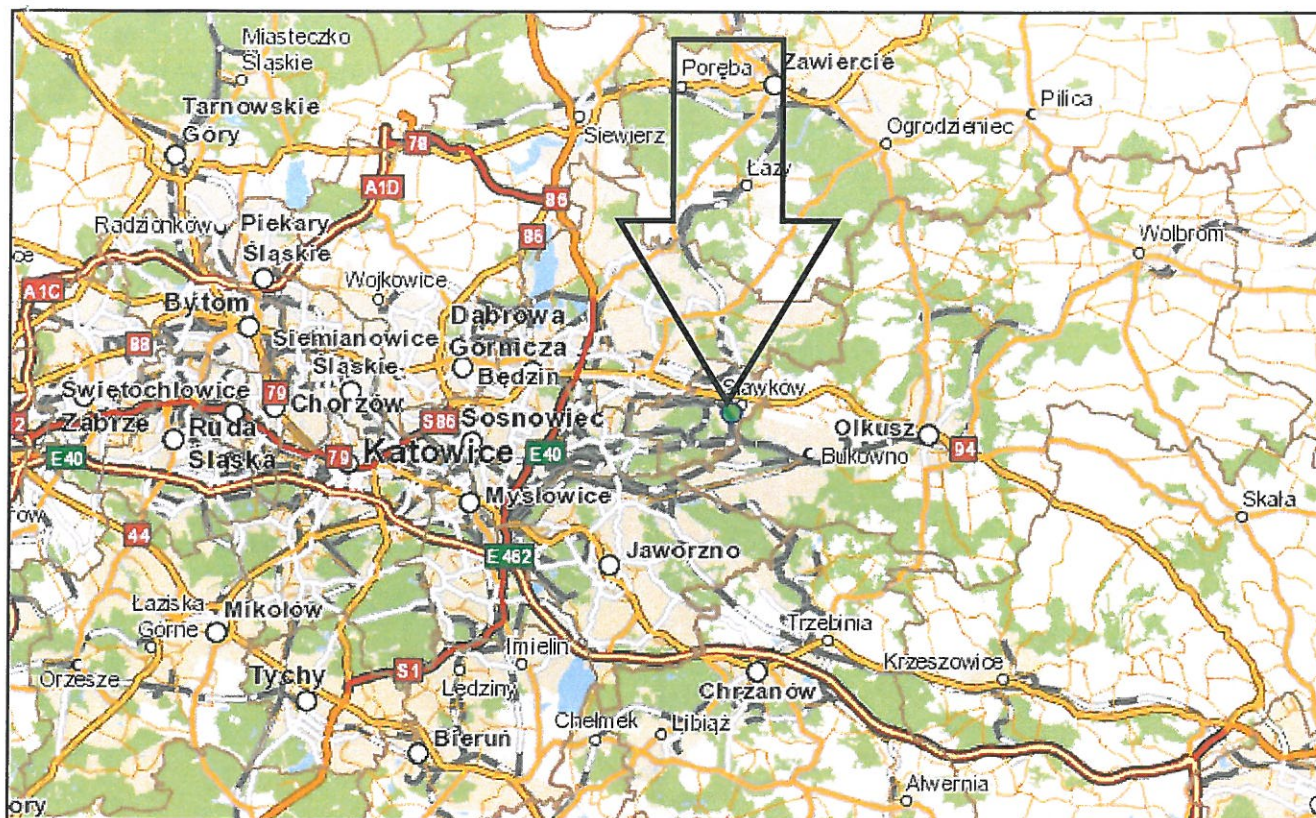 Miasteczko
Śląskie
Tarnowskie
Góry
Poręba
Zawiercie
Pilica
Siewierz
Ogrodzieniec
78
A1D
86
Łazy
Radzionków
Piekary
Śląskie
86
Wolbrom
A1C
Wojkowice
Bytom
Dąbrowa
Górnicza
88
Siemianowice
Śląskie
Będzin
Sławków
Świętochłowice
79
Chorzów
S86
Sosnowiec
2
Zabrze
Ruda
Śląska
Olkusz
94
E40
79
Katowice
E40
Bukowno
Mysłowice
Skała
44
E462
Jaworzno
Łaziska
Górne
Mikołów
Trzebinia
Orzesze
Imielin
Krzeszowice
Tychy
S1
Lędziny
Chrzanów
Chełmek
Libiąż
Bieruń
Alwernia
ory